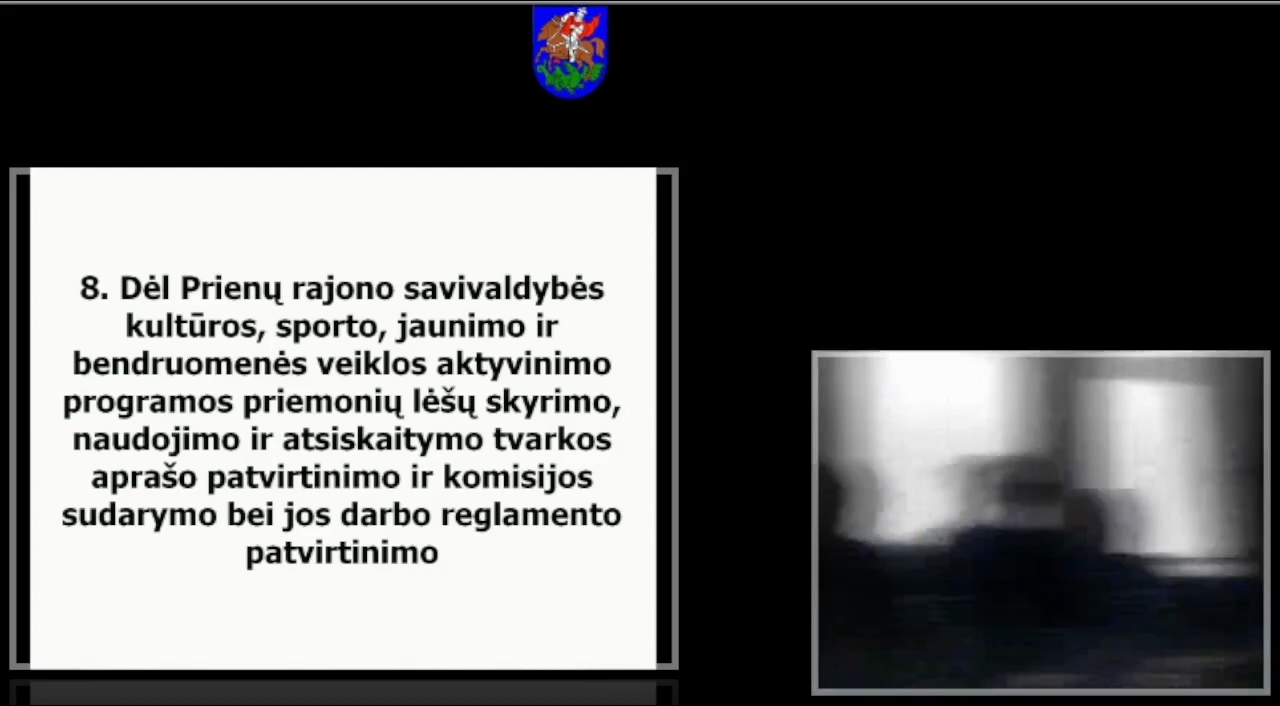 8. Dėl Prienų rajono savivaldybės
kultūros, sporto, jaunimo ir
bendruomenės veiklos aktyvinimo
programos priemonių lėšų skyrimo,
naudojimo ir atsiskaitymo tvarkos
aprašo patvirtinimo ir komisijos
sudarymo bei jos darbo reglamento
patvirtinimo